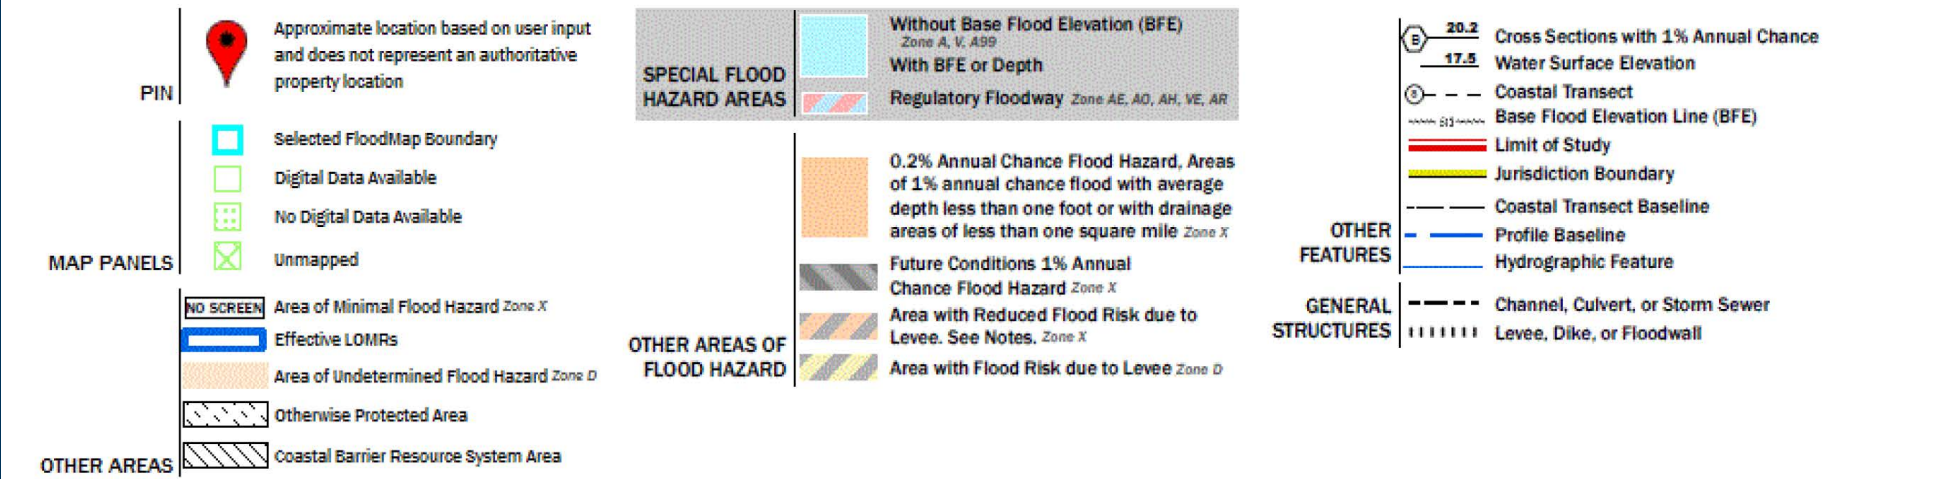 PIN
Approximate location based on user input
and does not represent an authoritative
property location
MAP PANELS
Selected FloodMap Boundary
Digital Data Available
No Digital Data Available
Unmapped
OTHER AREAS
NO SCREEN Area of Minimal Flood Hazard Zone X
Effective LOMRs
Area of Undetermined Flood Hazard Zone D
Otherwise Protected Area
Coastal Barrier Resource System Area
SPECIAL FLOOD
HAZARD AREAS
Without Base Flood Elevation (BFE)
Zone A, V, A99
With BFE or Depth
Regulatory Floodway Zone AE, AO, AH, VE, AR
OTHER AREAS OF
FLOOD HAZARD
0.2% Annual Chance Flood Hazard, Areas
of 1% annual chance flood with average
depth less than one foot or with drainage
areas of less than one square mile Zone X
Future Conditions 1% Annual
Chance Flood Hazard Zone X
Area with Reduced Flood Risk due to
Levee. See Notes. Zone X
Area with Flood Risk due to Levee Zone D
OTHER
FEATURES
B 20.2 Cross Sections with 1% Annual Chance
17.5 Water Surface Elevation
Coastal Transect
Base Flood Elevation Line (BFE)
Limit of Study
Jurisdiction Boundary
Coastal Transect Baseline
Profile Baseline
Hydrographic Feature
GENERAL
STRUCTURES
Channel, Culvert, or Storm Sewer
Levee, Dike, or Floodwall